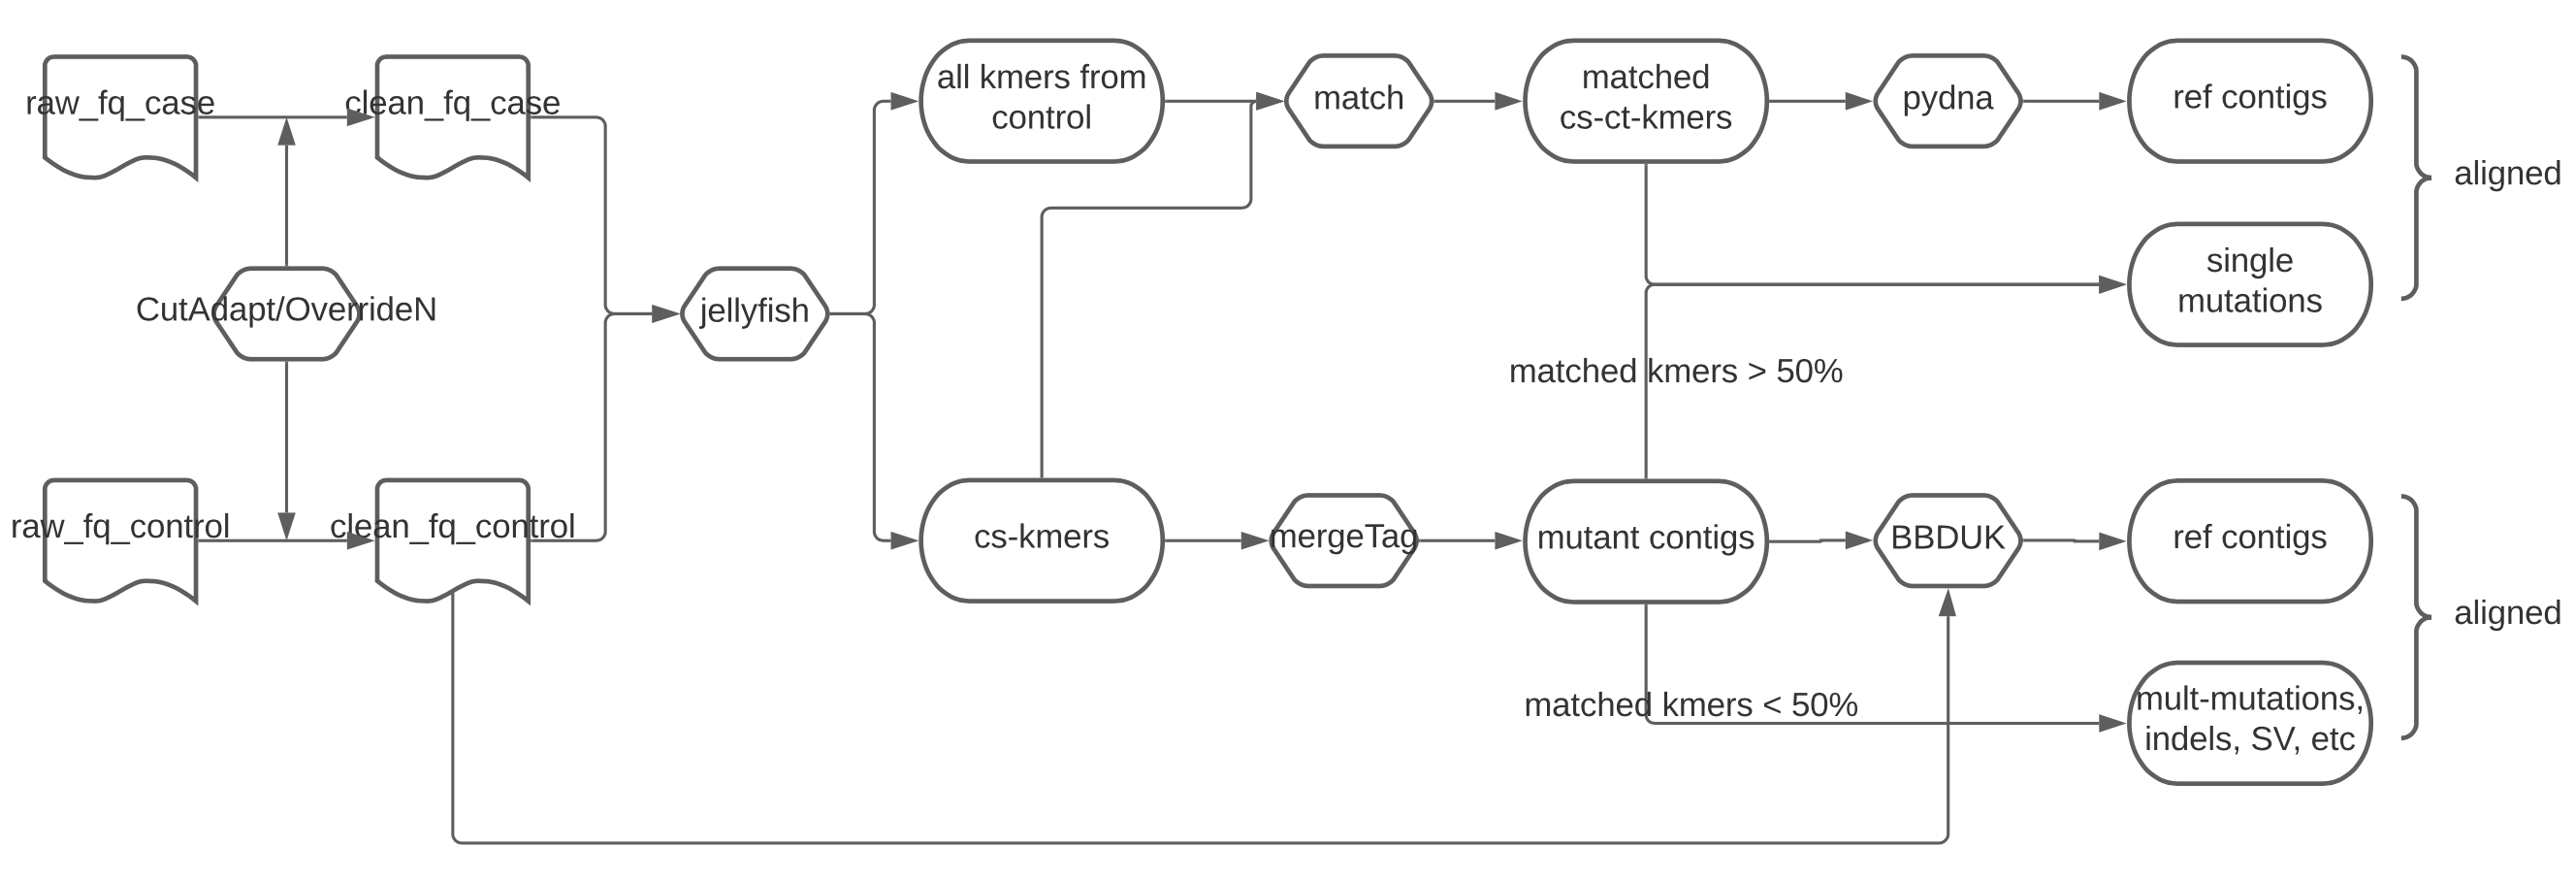 raw_fq_case
clean_fq_case
CutAdapt/OverrideN
raw_fq_control
clean_fq_control
jellyfish
all kmers from
control
match
matched
cs-ct-kmers
pydna
ref contigs
single
mutations
aligned
matched kmers > 50%
cs-kmers
mergeTag
mutant contigs
BBDUK
ref contigs
matched kmers < 50%
mult-mutations,
indels, SV, etc
aligned